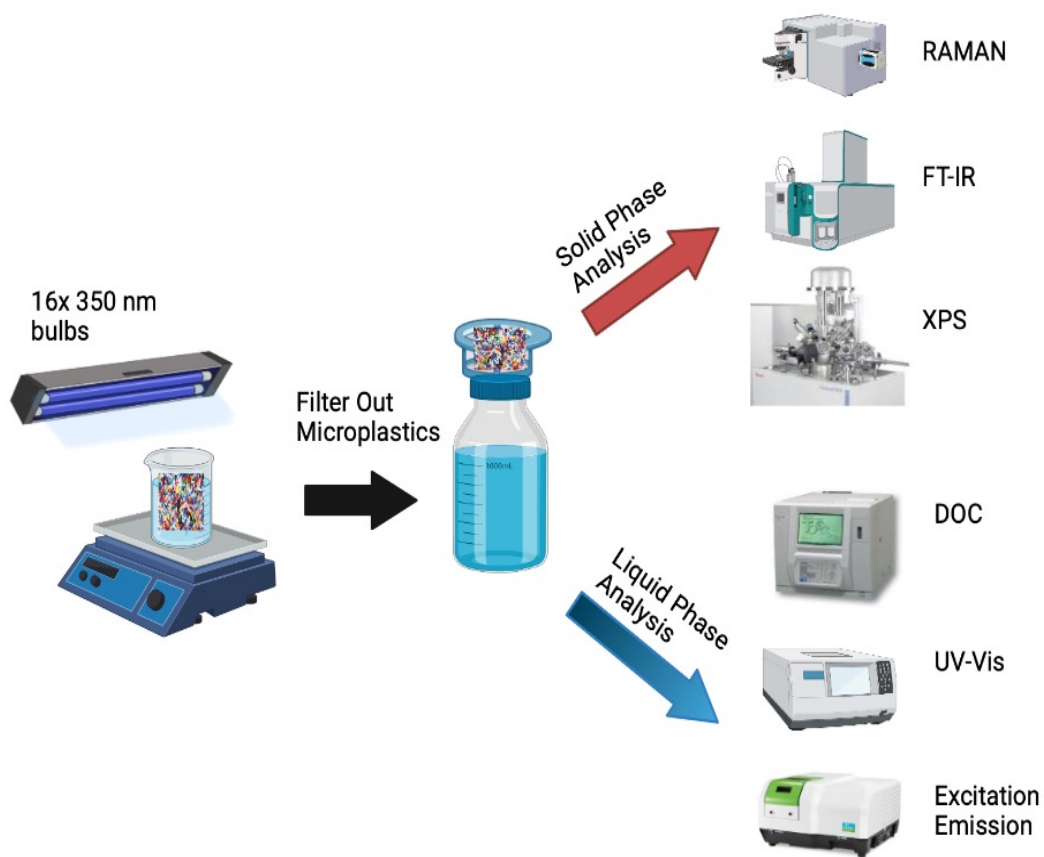 16x 350 nm
bulbs
Filter Out
Microplastics
1000mL
Solid Phase
Analysis
Liquid Phase
Analysis
RAMAN
FT-IR
XPS
DOC
UV-Vis
Excitation
Emission